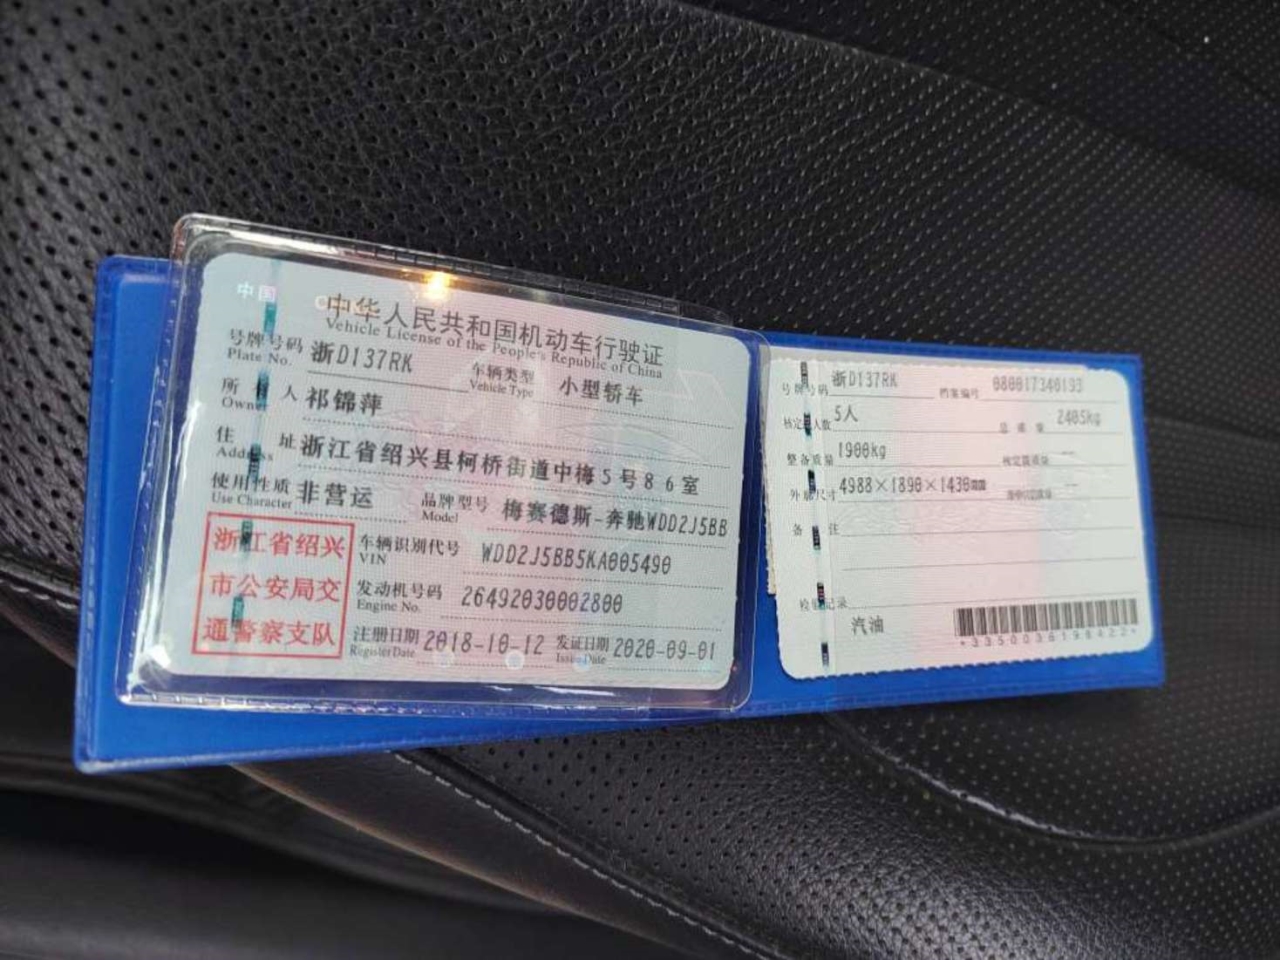 中国
中华人民共和国机动车行驶证
Vehicle License of the People's Republic of China
号牌号码 浙D137RK 车辆类型 小型轿车
Plate No. Vehicle Type
所有人 祁锦萍
Owner
住址 浙江省绍兴县柯桥街道中梅5号86室
Address
使用性质 非营运 品牌型号 梅赛德斯-奔驰WDD2J5BB
Use Character Model
浙江省绍兴
市公安局交
通警察支队
车辆识别代号 WDD2J5BB5KA005490
VIN
发动机号码 26492030002800
Engine No.
注册日期 2018-10-12 发证日期 2020-09-01
Register Date Issue Date
号牌号码 浙D137RK 档案编号 080017340193
核定人数 5人 总质量 2405kg
整备质量 1900kg 核定载质量 --
外廓尺寸 4988×1890×1430mm --
备注
检验记录
汽油
*3350036198422*